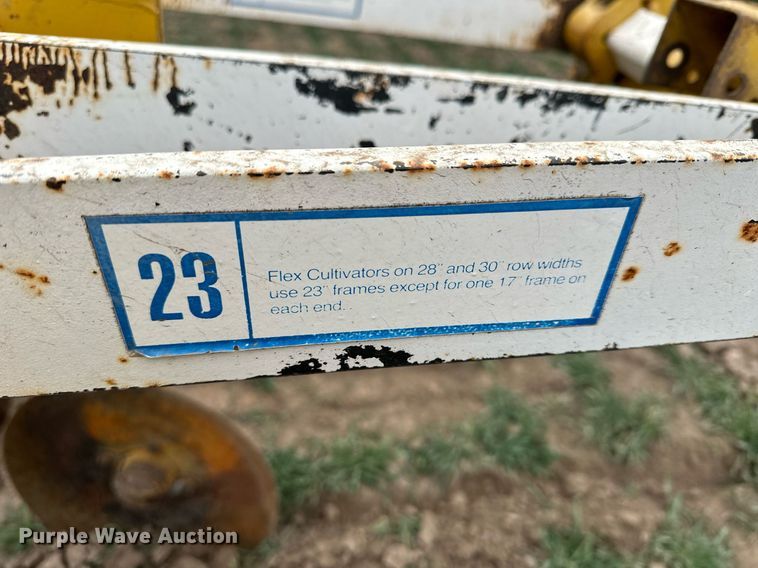 23
Flex Cultivators on 28" and 30" row widths
use 23" frames except for one 17" frame on
each end.
Purple Wave Auction